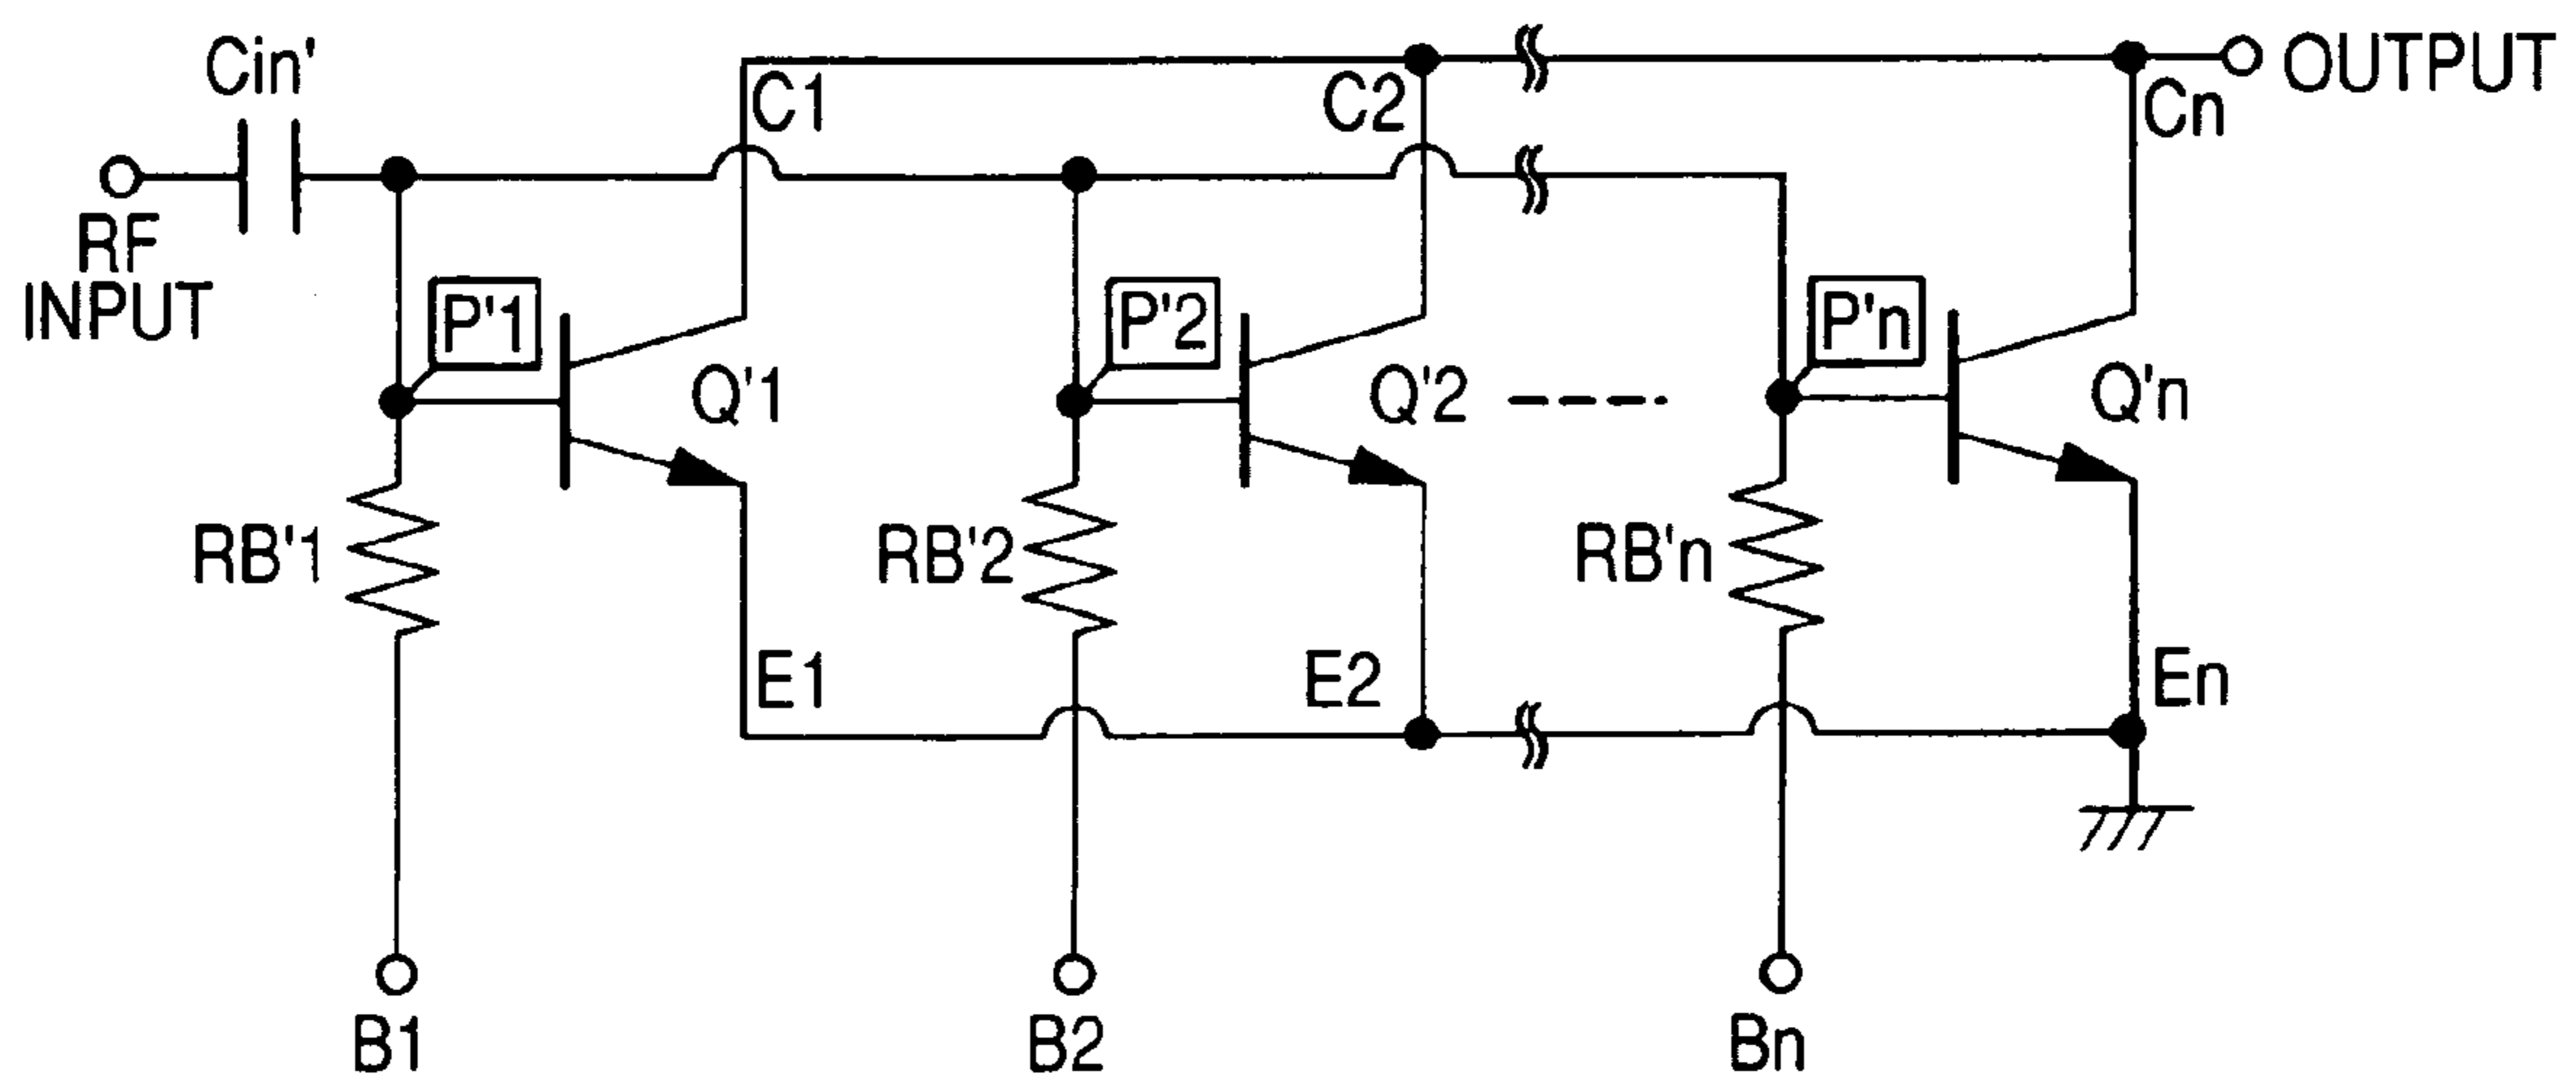 Cin'
OUTPUT
C1
C2
Cn
RF
INPUT
P'1
P'2
P'n
Q'1
Q'2
Q'n
RB'1
RB'2
RB'n
E1
E2
En
B1
B2
Bn